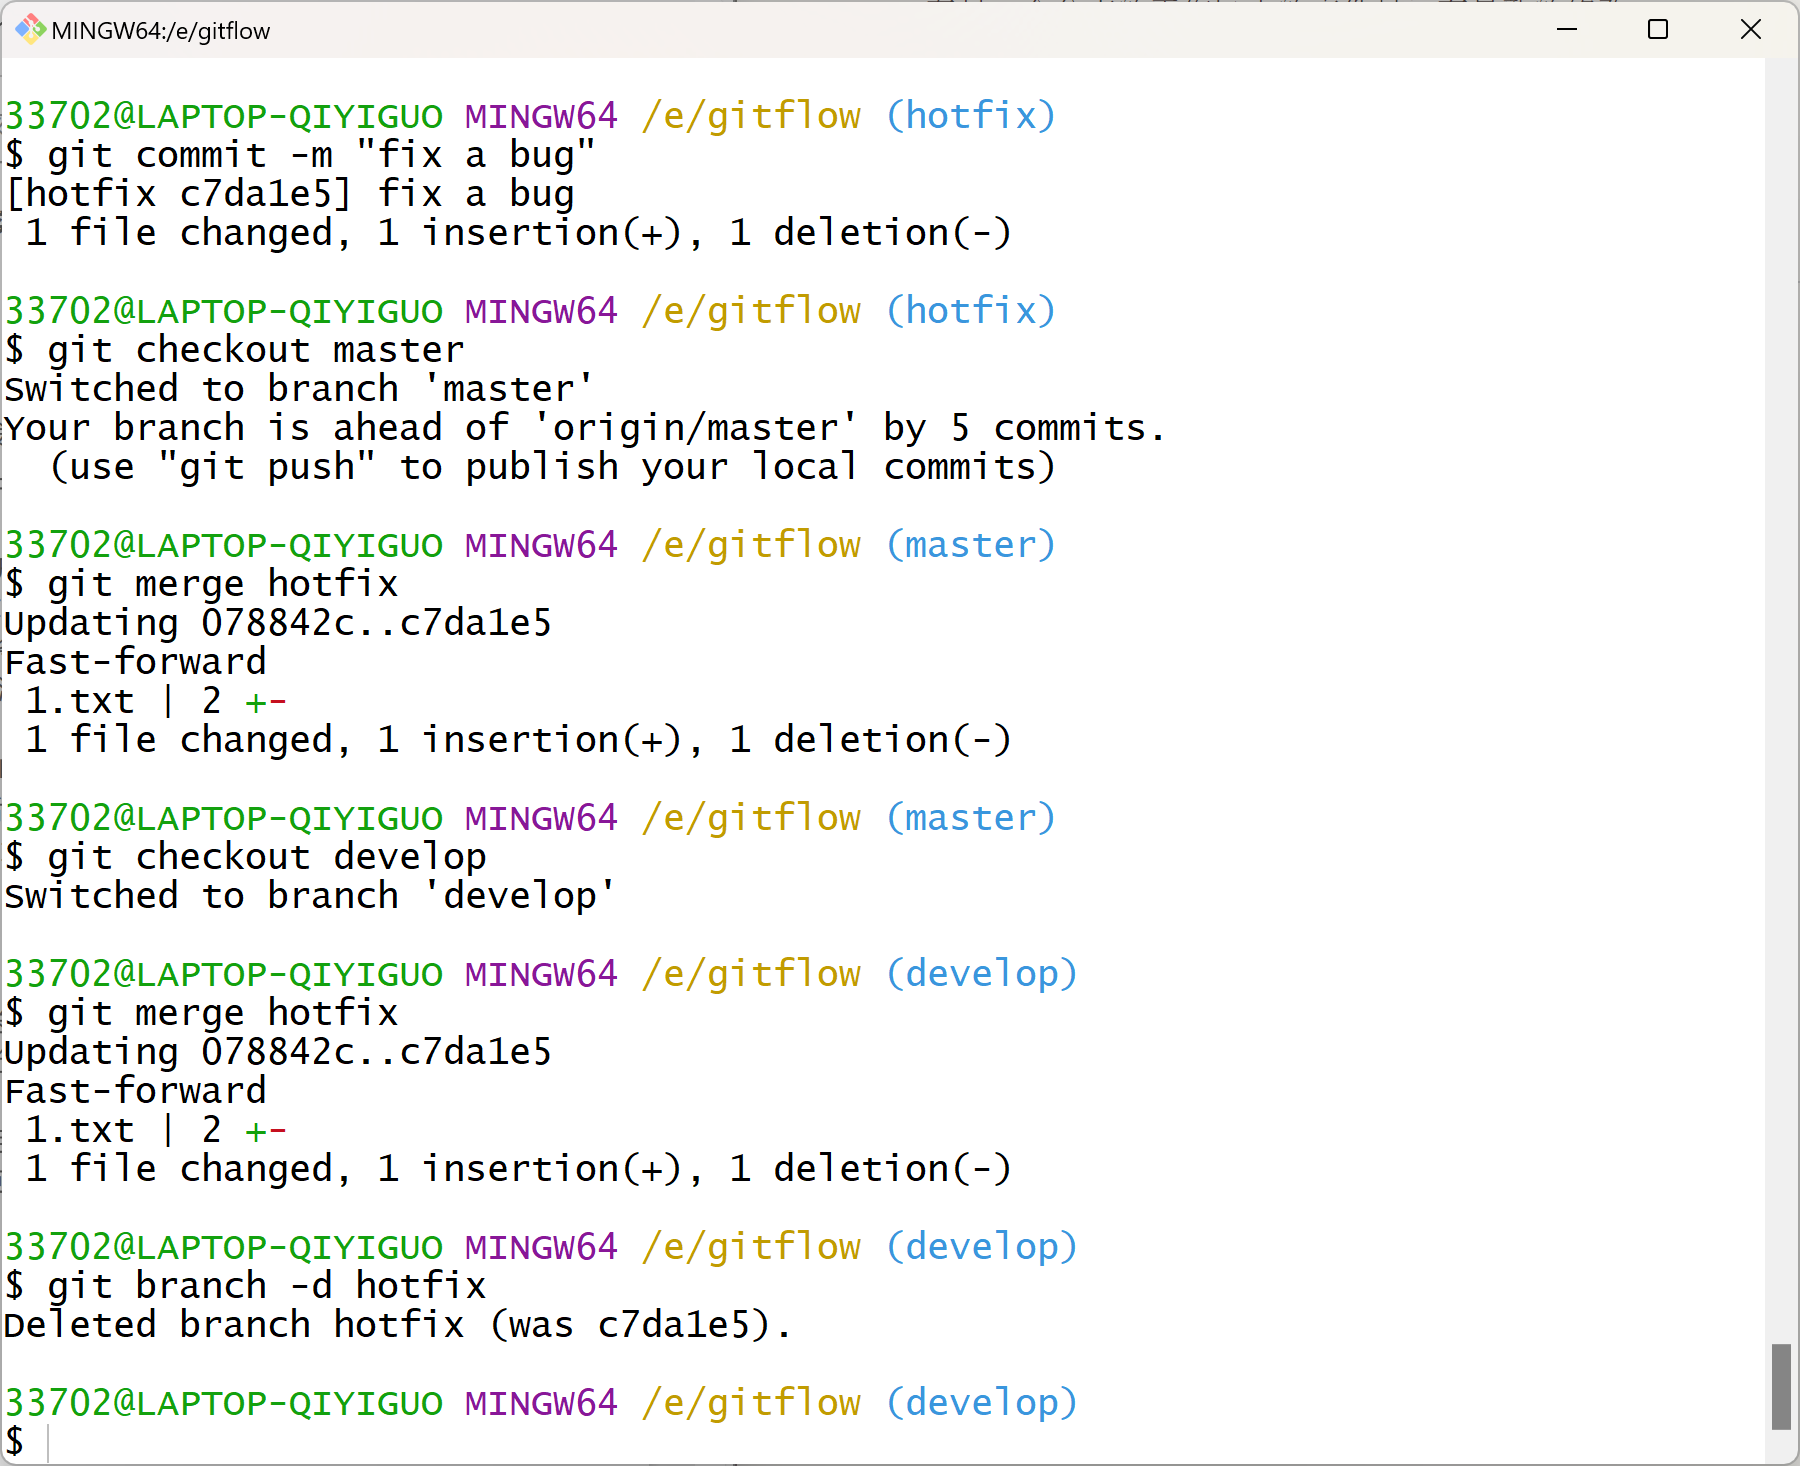 MINGW64:/e/gitflow
33702@LAPTOP-QIYIGUO MINGW64 /e/gitflow (hotfix)
$ git commit -m "fix a bug"
[hotfix c7da1e5] fix a bug
 1 file changed, 1 insertion(+), 1 deletion(-)
33702@LAPTOP-QIYIGUO MINGW64 /e/gitflow (hotfix)
$ git checkout master
Switched to branch 'master'
Your branch is ahead of 'origin/master' by 5 commits.
  (use "git push" to publish your local commits)
33702@LAPTOP-QIYIGUO MINGW64 /e/gitflow (master)
$ git merge hotfix
Updating 078842c..c7da1e5
Fast-forward
 1.txt | 2 +-
 1 file changed, 1 insertion(+), 1 deletion(-)
33702@LAPTOP-QIYIGUO MINGW64 /e/gitflow (master)
$ git checkout develop
Switched to branch 'develop'
33702@LAPTOP-QIYIGUO MINGW64 /e/gitflow (develop)
$ git merge hotfix
Updating 078842c..c7da1e5
Fast-forward
 1.txt | 2 +-
 1 file changed, 1 insertion(+), 1 deletion(-)
33702@LAPTOP-QIYIGUO MINGW64 /e/gitflow (develop)
$ git branch -d hotfix
Deleted branch hotfix (was c7da1e5).
33702@LAPTOP-QIYIGUO MINGW64 /e/gitflow (develop)
$